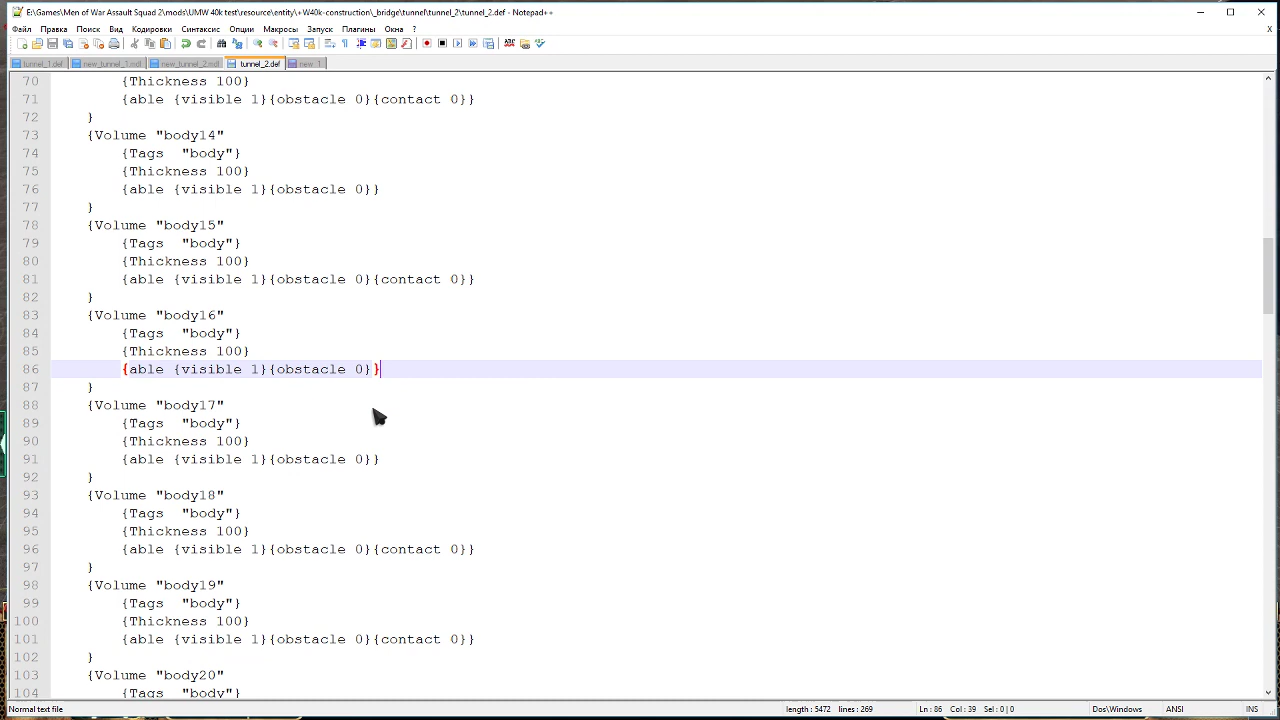 E:\Games\Men of War Assault Squad 2\mods\UMW 40k test\resource\entity\+W40k-construction\_bridge\tunnel\tunnel_2\tunnel_2.def - Notepad++
Файл Правка Поиск Вид Кодировки Синтаксис Опции Макросы Запуск Плагины Окна ? X
tunnel_1.def new_tunnel_1.mdl new_tunnel_2.mdl tunnel_2.def new 1
70 {Thickness 100}
71 {able {visible 1}{obstacle 0}{contact 0}}
72 }
73 {Volume "body14"
74 {Tags  "body"}
75 {Thickness 100}
76 {able {visible 1}{obstacle 0}}
77 }
78 {Volume "body15"
79 {Tags  "body"}
80 {Thickness 100}
81 {able {visible 1}{obstacle 0}{contact 0}}
82 }
83 {Volume "body16"
84 {Tags  "body"}
85 {Thickness 100}
86 {able {visible 1}{obstacle 0}}
87 }
88 {Volume "body17"
89 {Tags  "body"}
90 {Thickness 100}
91 {able {visible 1}{obstacle 0}}
92 }
93 {Volume "body18"
94 {Tags  "body"}
95 {Thickness 100}
96 {able {visible 1}{obstacle 0}{contact 0}}
97 }
98 {Volume "body19"
99 {Tags  "body"}
100 {Thickness 100}
101 {able {visible 1}{obstacle 0}{contact 0}}
102 }
103 {Volume "body20"
104 {Tags  "body"}
Normal text file length : 5472 lines : 269 Ln : 86 Col : 39 Sel : 0 | 0 Dos\Windows ANSI INS